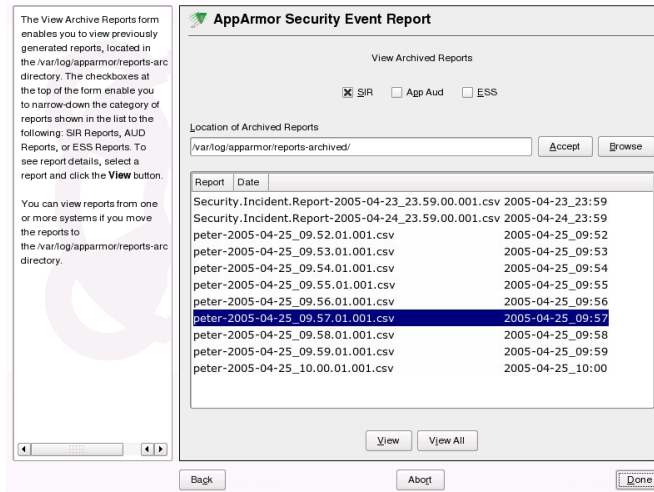 The View Archive Reports form
enables you to view previously
generated reports, located in
the /var/log/apparmor/reports-arc
directory. The checkboxes at
the top of the form enable you
to narrow-down the category of
reports shown in the list to the
following: SIR Reports, AUD
Reports, or ESS Reports. To
see report details, select a
report and click the View button.
You can view reports from one
or more systems if you move
the reports to
the /var/log/apparmor/reports-arc
directory.
AppArmor Security Event Report
View Archived Reports
SIR App Aud ESS
Location of Archived Reports
/var/log/apparmor/reports-archived/ Accept Browse
Report Date
Security.Incident.Report-2005-04-23_23.59.00.001.csv 2005-04-23_23:59
Security.Incident.Report-2005-04-24_23.59.00.001.csv 2005-04-24_23:59
peter-2005-04-25_09.52.01.001.csv 2005-04-25_09:52
peter-2005-04-25_09.53.01.001.csv 2005-04-25_09:53
peter-2005-04-25_09.54.01.001.csv 2005-04-25_09:54
peter-2005-04-25_09.55.01.001.csv 2005-04-25_09:55
peter-2005-04-25_09.56.01.001.csv 2005-04-25_09:56
peter-2005-04-25_09.57.01.001.csv 2005-04-25_09:57
peter-2005-04-25_09.58.01.001.csv 2005-04-25_09:58
peter-2005-04-25_09.59.01.001.csv 2005-04-25_09:59
peter-2005-04-25_10.00.01.001.csv 2005-04-25_10:00
View View All
Back Abort Done